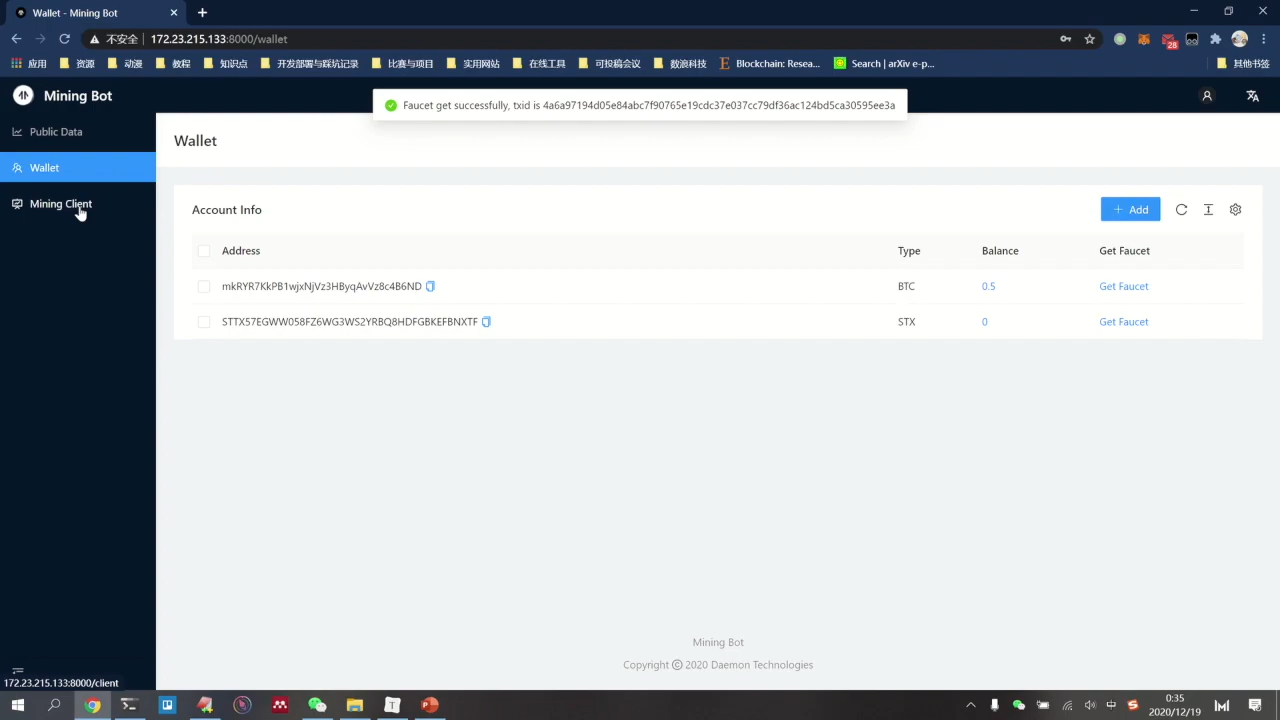 Wallet - Mining Bot
不安全 172.23.215.133:8000/wallet
28
应用 资源 动漫 教程 知识点 开发部署与踩坑记录 比赛与项目 实用网站 在线工具 可投稿会议 数浪科技 Blockchain: Resea... Search | arXiv e-p... 其他书签
Mining Bot
Faucet get successfully, txid is 4a6a97194d05e84abc7f90765e19cdc37e037cc79df36ac124bd5ca30595ee3a
Public Data
Wallet
Mining Client
Wallet
Account Info
Add
Address Type Balance Get Faucet
mkRYR7KkPB1wjxNjVz3HByqAvVz8c4B6ND BTC 0.5 Get Faucet
STTX57EGWW058FZ6WG3WS2YRBQ8HDFGBKEFBNXTF STX 0 Get Faucet
Mining Bot
Copyright © 2020 Daemon Technologies
172.23.215.133:8000/client
中
0:35
2020/12/19